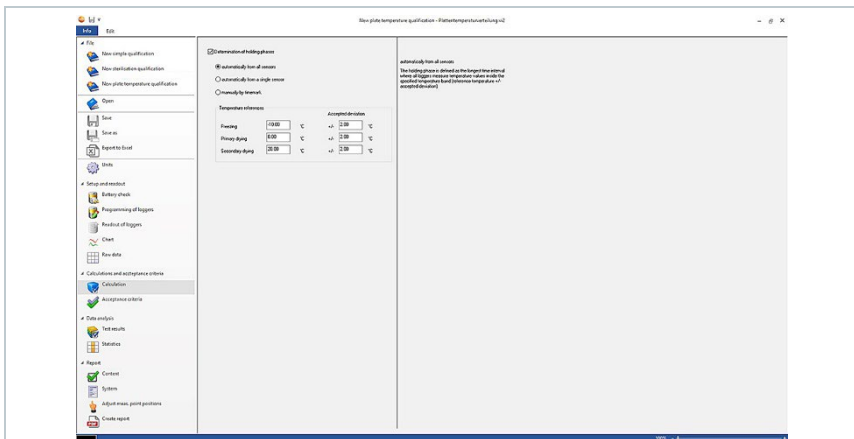 New plate temperature qualification - Plattentemperaturverteilung.vi2
Info Edit
File
New simple qualification
New sterilisation qualification
New plate temperature qualification
Open
Save
Save as
Export to Excel
Units
Setup and readout
Battery check
Programming of loggers
Readout of loggers
Chart
Raw data
Calculations and acceptance criteria
Calculation
Acceptance criteria
Data analysis
Test results
Statistics
Report
Content
System
Adjust meas. point positions
Create report
Determination of holding phases
automatically from all sensors
automatically from a single sensor
manually by timemark
Temperature references
Accepted deviation
Freezing -10.00 °C +/- 2.00 °C
Primary drying 0.00 °C +/- 2.00 °C
Secondary drying 20.00 °C +/- 2.00 °C
automatically from all sensors
The holding phase is defined as the longest time interval
where all loggers measure temperature values inside the
specified temperature band (reference temperature +/-
accepted deviation)